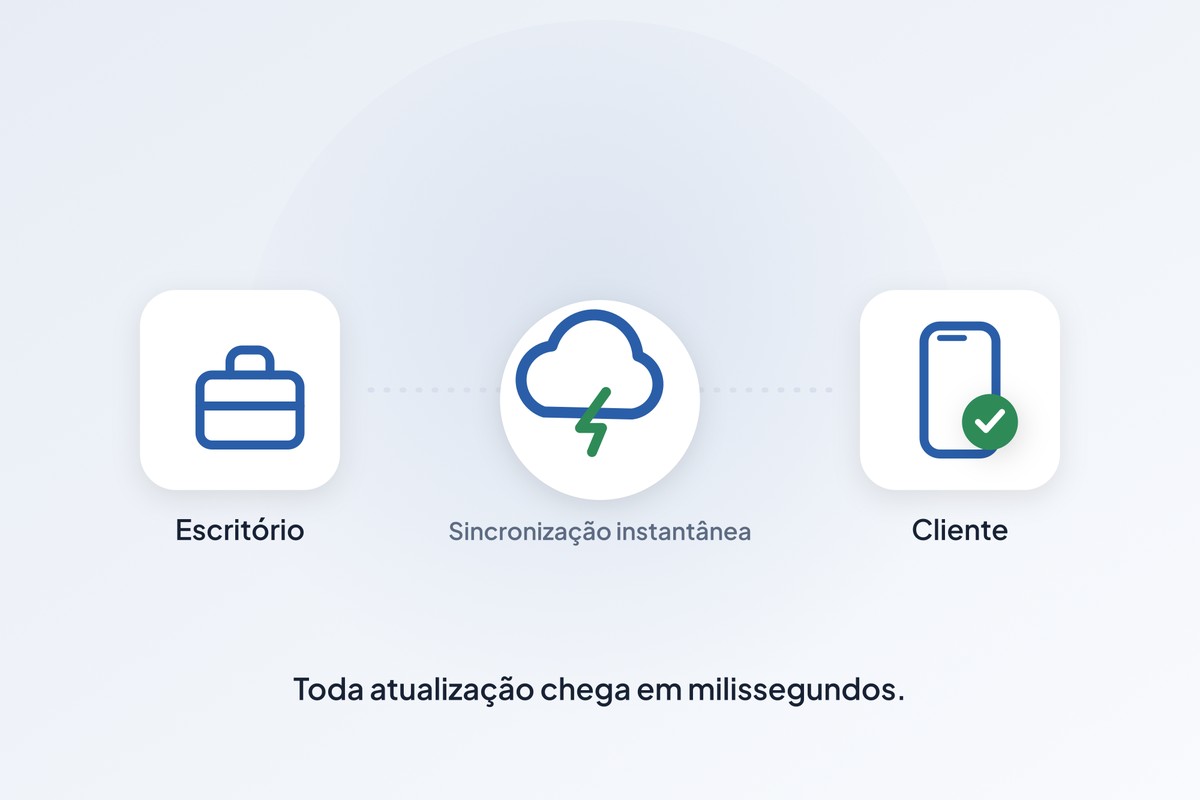 Escritório
Sincronização instantânea
Cliente
Toda atualização chega em milissegundos.